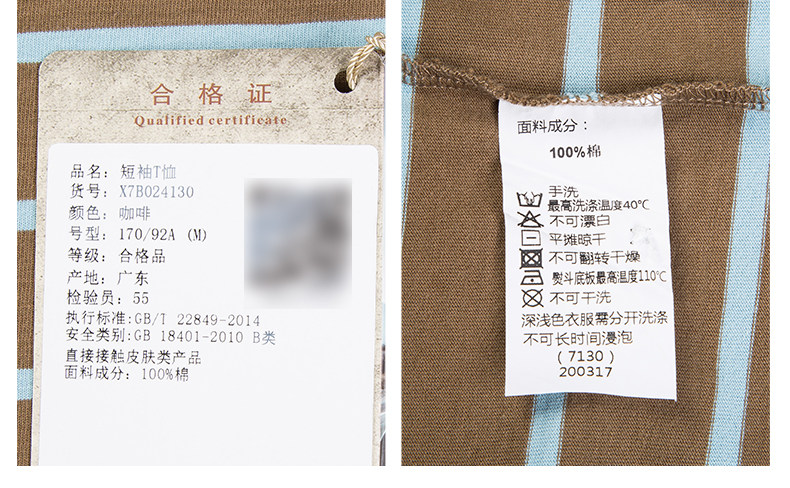 合格证
Qualified certificate
品名: 短袖T恤
货号: X7B024130
颜色: 咖啡
号型: 170/92A (M)
等级: 合格品
产地: 广东
检验员: 55
执行标准:GB/T 22849-2014
安全类别:GB 18401-2010 B类
直接接触皮肤类产品
面料成分: 100%棉
面料成分：
100%棉
手洗
最高洗涤温度40℃
不可漂白
平摊晾干
不可翻转干燥
熨斗底板最高温度110℃
不可干洗
深浅色衣服需分开洗涤
不可长时间浸泡
(7130)
200317